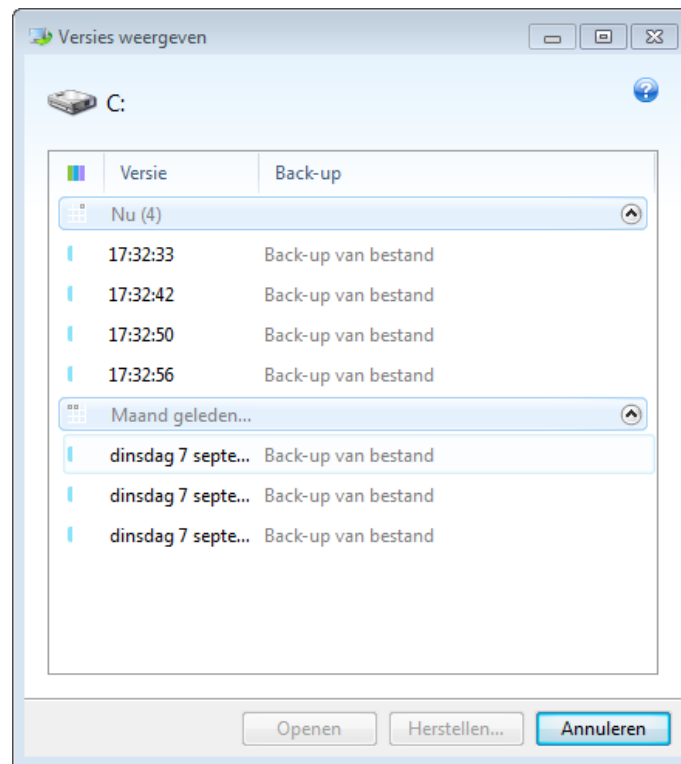 Versies weergeven
C:
Versie Back-up
Nu (4)
17:32:33 Back-up van bestand
17:32:42 Back-up van bestand
17:32:50 Back-up van bestand
17:32:56 Back-up van bestand
Maand geleden...
dinsdag 7 septe... Back-up van bestand
dinsdag 7 septe... Back-up van bestand
dinsdag 7 septe... Back-up van bestand
Openen Herstellen... Annuleren